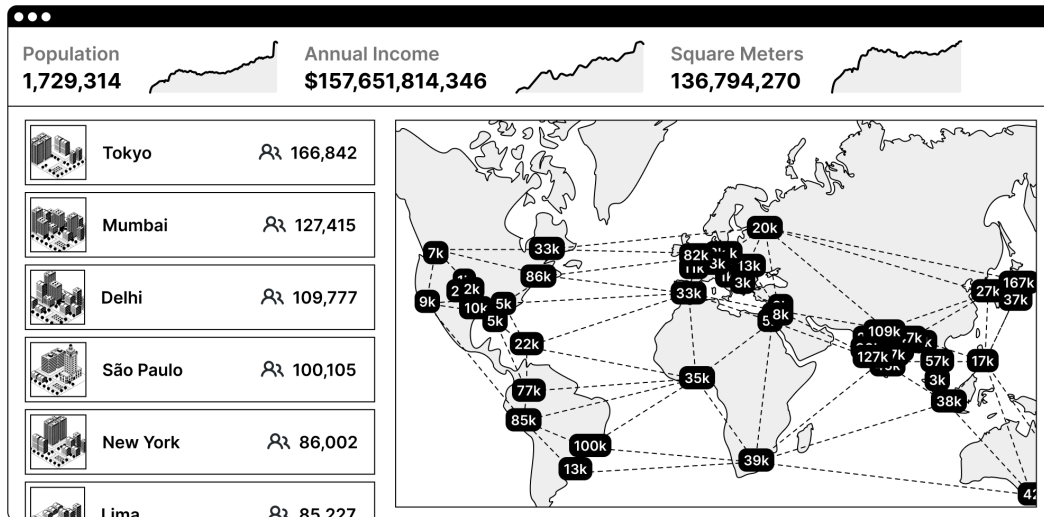 Population
1,729,314
Annual Income
$157,651,814,346
Square Meters
136,794,270
Tokyo
166,842
Mumbai
127,415
Delhi
109,777
São Paulo
100,105
New York
86,002
Lima
85,227
7k
33k
20k
82k
13k
86k
3k
3k
9k
2k
5k
10k
5k
33k
8k
27k
167k
37k
22k
109k
127k
57k
17k
35k
3k
77k
38k
85k
100k
13k
39k